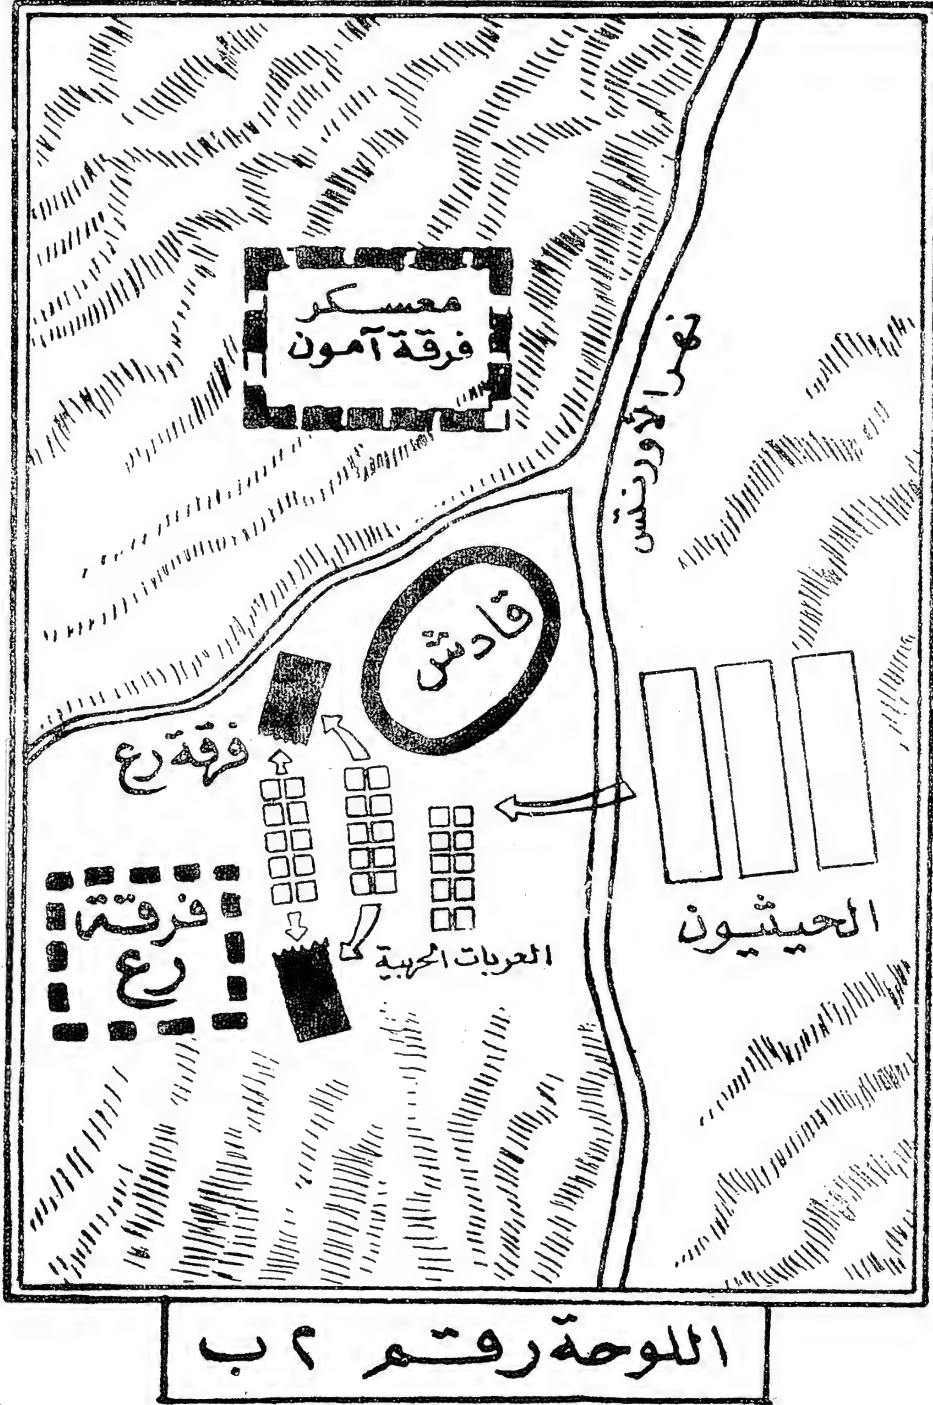 معسكر
فرقة آمون
نهر الأورنتس
قادش
فرقة رع
فرقة
رع
العربات الحربية
الحيثيون
اللوحة رقم ٢ ب